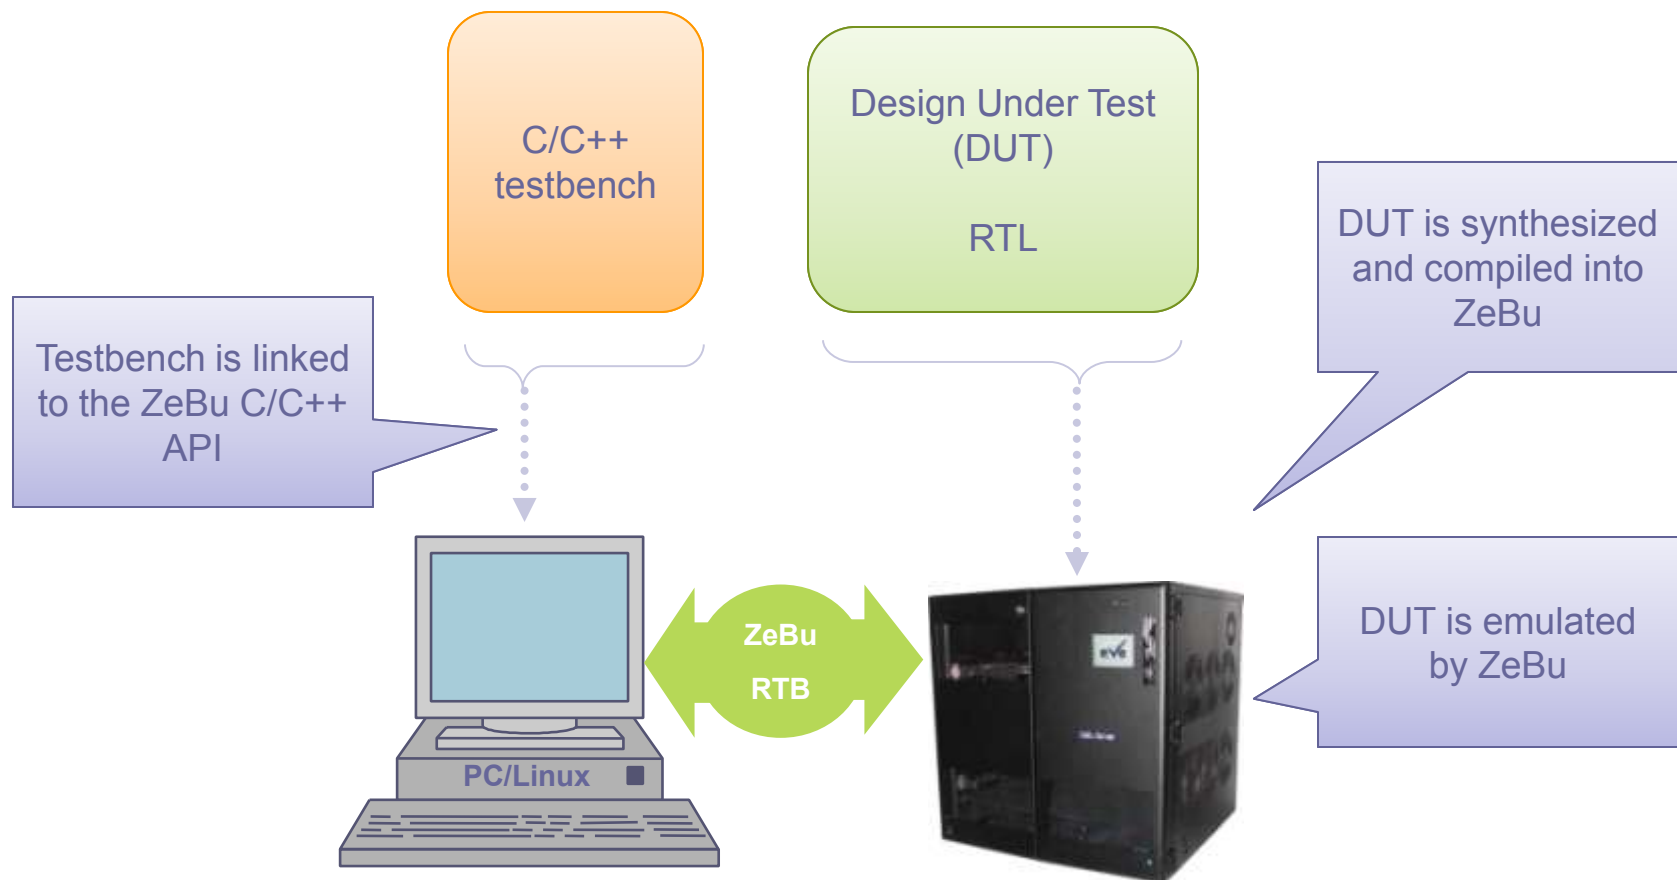 C/C++
testbench
Design Under Test
(DUT)
RTL
DUT is synthesized
and compiled into
ZeBu
Testbench is linked
to the ZeBu C/C++
API
ZeBu
RTB
eve
DUT is emulated
by ZeBu
PC/Linux